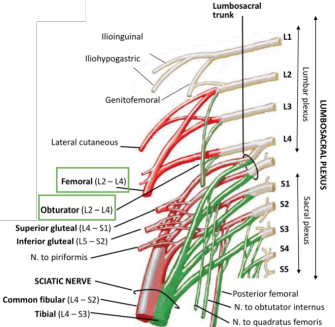 Lumbosacral
trunk
Ilioinguinal
Iliohypogastric
Genitofemoral
Lateral cutaneous
Femoral (L2 – L4)
Obturator (L2 – L4)
Superior gluteal (L4 – S1)
Inferior gluteal (L5 – S2)
N. to piriformis
SCIATIC NERVE
Common fibular (L4 – S2)
Tibial (L4 – S3)
L1
L2
L3
L4
S1
S2
S3
S4
S5
Lumbar plexus
Sacral plexus
LUMBOSACRAL PLEXUS
Posterior femoral
N. to obtutator internus
N. to quadratus femoris